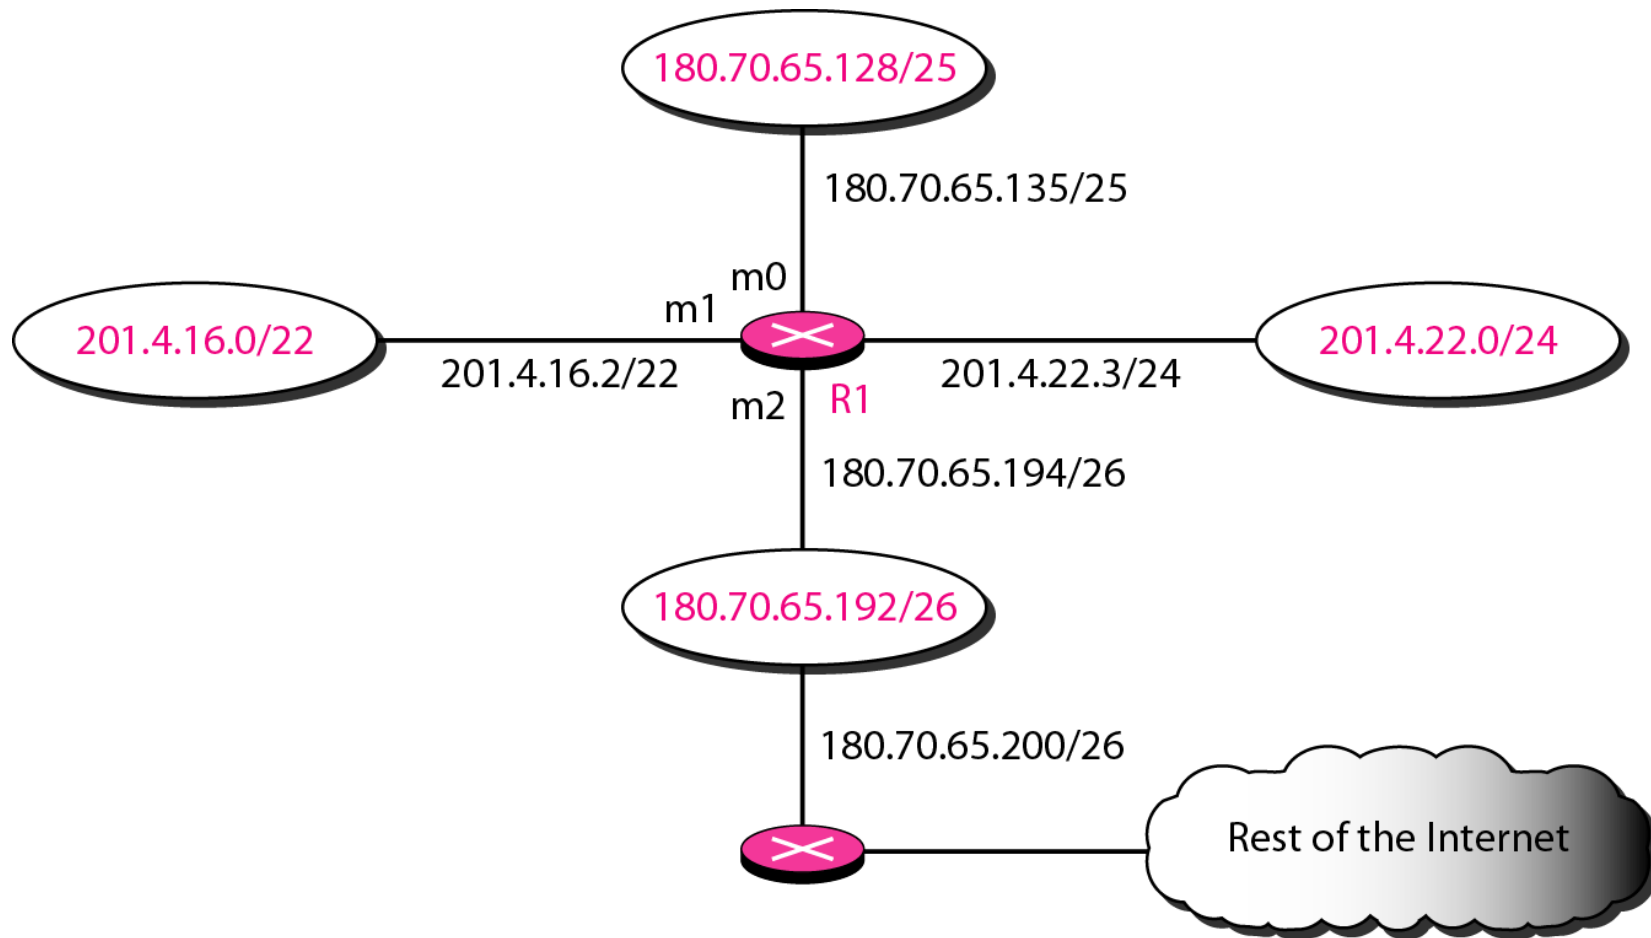 180.70.65.128/25
180.70.65.135/25
m0
m1
201.4.16.0/22
201.4.22.0/24
201.4.16.2/22
201.4.22.3/24
m2
R1
180.70.65.194/26
180.70.65.192/26
180.70.65.200/26
Rest of the Internet